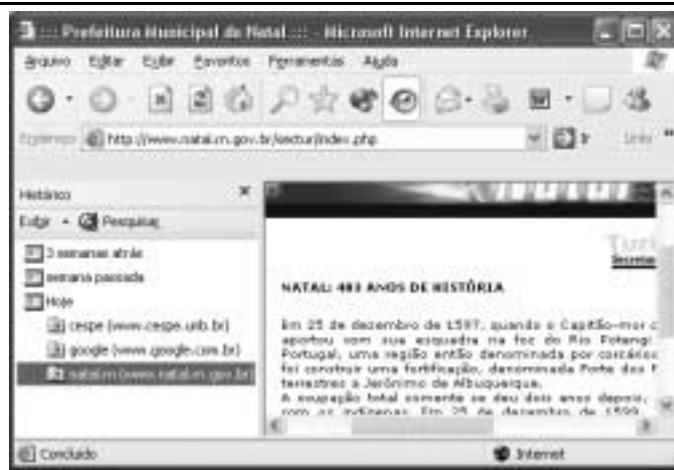 ::: Prefeitura Municipal de Natal ::: - Microsoft Internet Explorer
Arquivo Editar Exibir Favoritos Ferramentas Ajuda
Endereço http://www.natal.rn.gov.br/sectur/index.php Ir Links »
Histórico
Exibir Pesquisar
3 semanas atrás
semana passada
Hoje
cespe (www.cespe.unb.br)
google (www.google.com.br)
natal.rn (www.natal.rn.gov.br)
NATAL: 403 ANOS DE HISTÓRIA
Em 25 de dezembro de 1597, quando o Capitão-mor
aportou com sua esquadra na foz do Rio Potengi
Portugal, uma região então denominada por
foi construir uma fortificação, denominada Forte dos
terrestres a Jerônimo de Albuquerque.
A ocupação total somente se deu dois anos depois,
com os indígenas. Em 25 de dezembro de 1599,
Concluído Internet